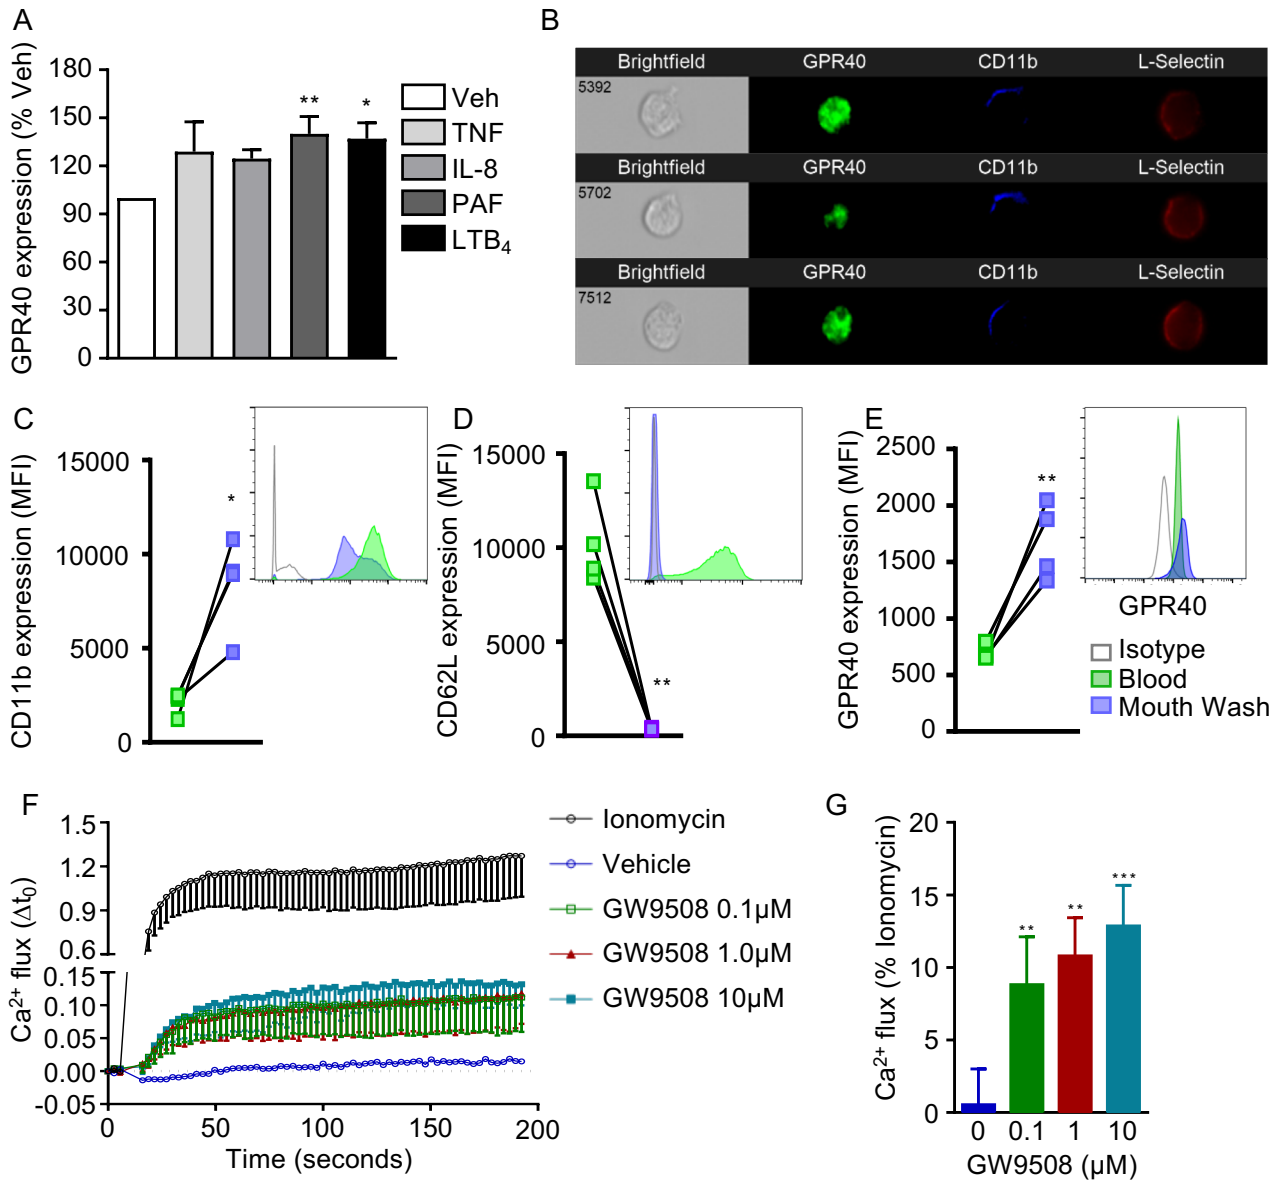 A
GPR40 expression (% Veh)
180
150
120
90
60
30
0
**
*
Veh
TNF
IL-8
PAF
LTB4
B
Brightfield GPR40 CD11b L-Selectin
5392
Brightfield GPR40 CD11b L-Selectin
5702
Brightfield GPR40 CD11b L-Selectin
7512
C
CD11b expression (MFI)
15000
10000
5000
0
*
D
CD62L expression (MFI)
15000
10000
5000
0
**
E
GPR40 expression (MFI)
2500
2000
1500
1000
500
0
**
GPR40
Isotype
Blood
Mouth Wash
F
Ca2+ flux (Δt0)
1.5
1.2
0.9
0.6
0.15
0.10
0.05
0.00
-0.05
0 50 100 150 200
Time (seconds)
Ionomycin
Vehicle
GW9508 0.1µM
GW9508 1.0µM
GW9508 10µM
G
Ca2+ flux (% Ionomycin)
20
15
10
5
0
**
**
***
0 0.1 1 10
GW9508 (µM)